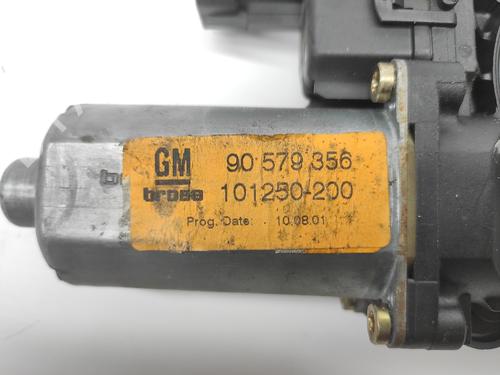 GM 90 579 356
brose 101250-200
Prog. Date: 10.08.01